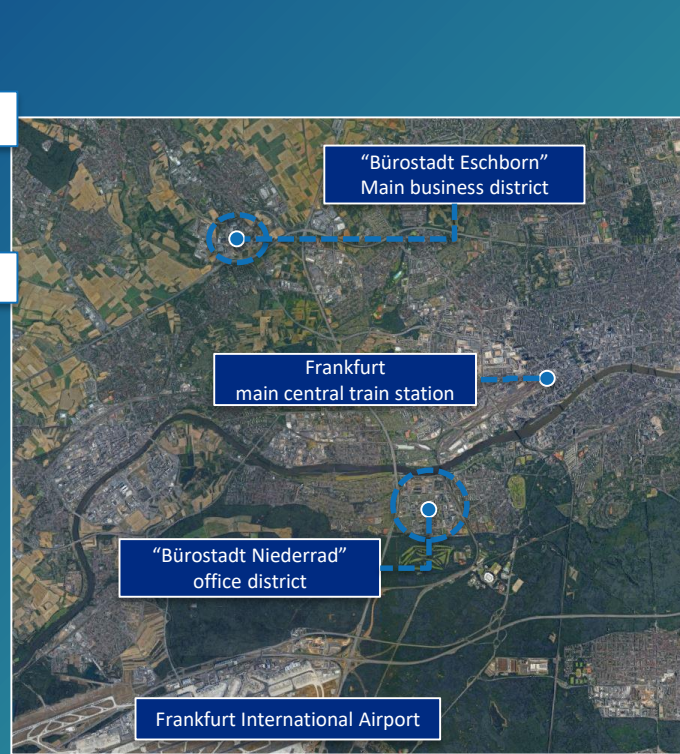 “Bürostadt Eschborn”
Main business district
Frankfurt
main central train station
“Bürostadt Niederrad”
office district
Frankfurt International Airport